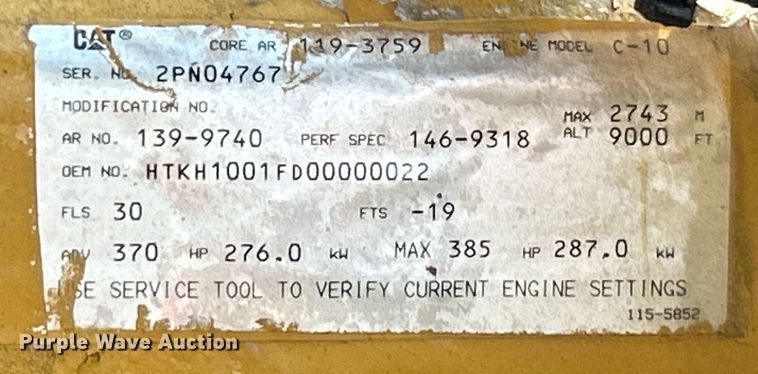 CAT® CORE AR 119-3759 ENGINE MODEL C-10
SER. NO. 2PN04767
MODIFICATION NO.
MAX 2743 M
AR NO. 139-9740 PERF SPEC 146-9318 ALT 9000 FT
OEM NO. HTKH1001FD00000022
FLS 30 FTS -19
ADV 370 HP 276.0 kW MAX 385 HP 287.0 kW
USE SERVICE TOOL TO VERIFY CURRENT ENGINE SETTINGS
115-5852
Purple Wave Auction